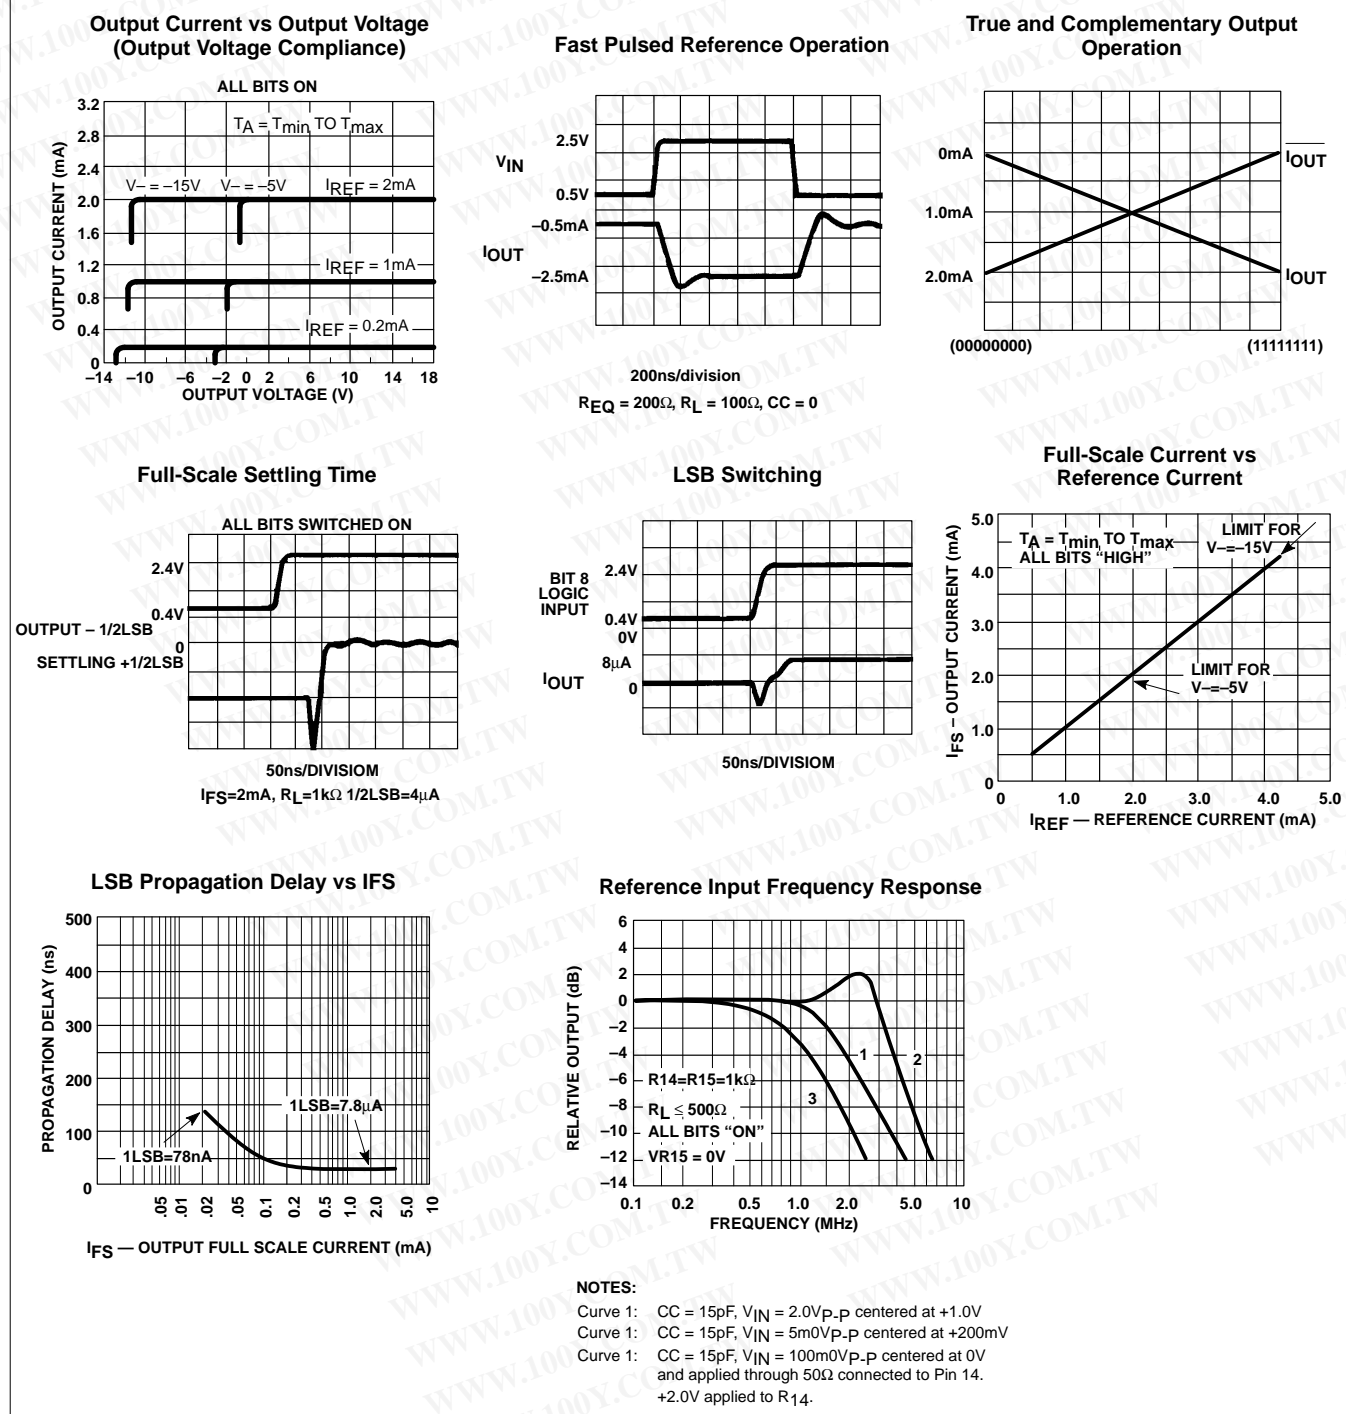 Output Current vs Output Voltage
(Output Voltage Compliance)
ALL BITS ON
3.2
2.8
2.4
2.0
1.6
1.2
0.8
0.4
0
OUTPUT CURRENT (mA)
TA = Tmin TO Tmax
V– = –15V
V– = –5V
IREF = 2mA
IREF = 1mA
IREF = 0.2mA
–14 –10 –6 –2 0 2 6 10 14 18
OUTPUT VOLTAGE (V)
Fast Pulsed Reference Operation
VIN
2.5V
0.5V
–0.5mA
IOUT
–2.5mA
200ns/division
REQ = 200Ω, RL = 100Ω, CC = 0
True and Complementary Output
Operation
0mA
1.0mA
2.0mA
IOUT
IOUT
(00000000)
(11111111)
Full-Scale Settling Time
ALL BITS SWITCHED ON
2.4V
0.4V
OUTPUT – 1/2LSB
0
SETTLING +1/2LSB
50ns/DIVISIOM
IFS=2mA, RL=1kΩ 1/2LSB=4μA
LSB Switching
BIT 8
LOGIC
INPUT
2.4V
0.4V
0V
8μA
IOUT
0
50ns/DIVISIOM
Full-Scale Current vs
Reference Current
5.0
4.0
3.0
2.0
1.0
0
IFS – OUTPUT CURRENT (mA)
TA = Tmin TO Tmax
ALL BITS “HIGH”
LIMIT FOR
V–=–15V
LIMIT FOR
V–=–5V
0 1.0 2.0 3.0 4.0 5.0
IREF — REFERENCE CURRENT (mA)
LSB Propagation Delay vs IFS
500
400
300
200
100
0
PROPAGATION DELAY (ns)
1LSB=7.8μA
1LSB=78nA
.05 .01 .02 .05 0.1 0.2 0.5 1.0 2.0 5.0 10
IFS — OUTPUT FULL SCALE CURRENT (mA)
Reference Input Frequency Response
6
4
2
0
–2
–4
–6
–8
–10
–12
–14
RELATIVE OUTPUT (dB)
R14=R15=1kΩ
RL ≤ 500Ω
ALL BITS “ON”
VR15 = 0V
1
2
3
0.1 0.2 0.5 1.0 2.0 5.0 10
FREQUENCY (MHz)
NOTES:
Curve 1: CC = 15pF, VIN = 2.0VP-P centered at +1.0V
Curve 1: CC = 15pF, VIN = 5m0VP-P centered at +200mV
Curve 1: CC = 15pF, VIN = 100m0VP-P centered at 0V
and applied through 50Ω connected to Pin 14.
+2.0V applied to R14.
WWW.100Y.COM.TW